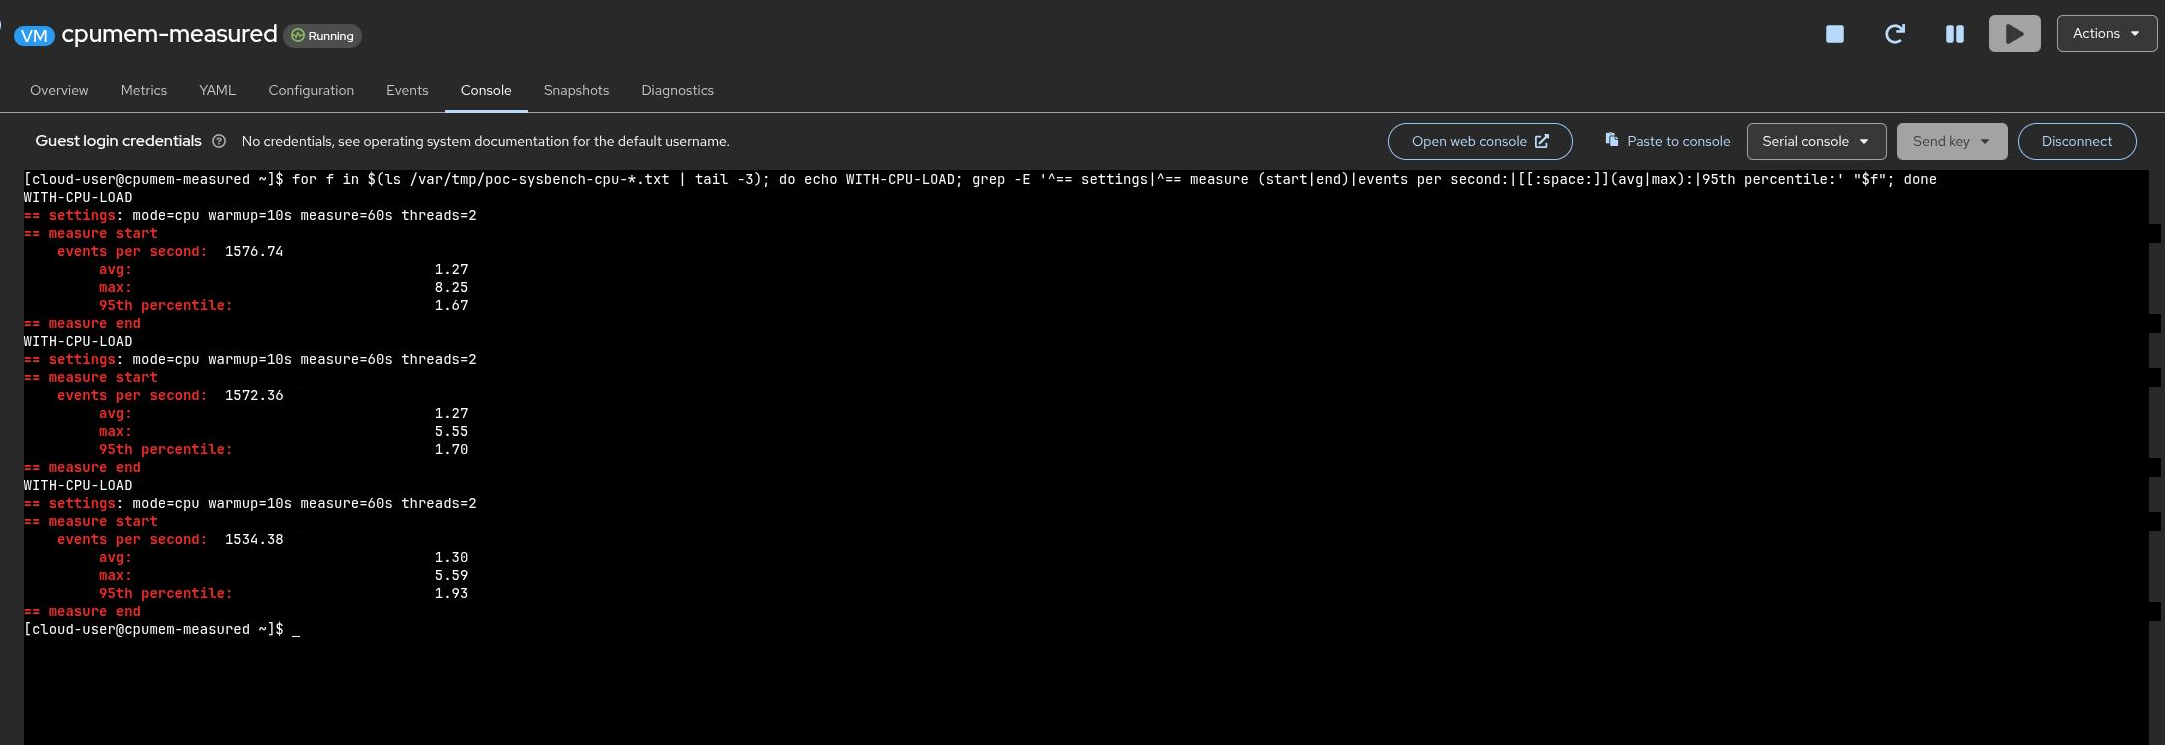 VM cpumem-measured Running
Actions
Overview Metrics YAML Configuration Events Console Snapshots Diagnostics
Guest login credentials No credentials, see operating system documentation for the default username. Open web console Paste to console Serial console Send key Disconnect
[cloud-user@cpumem-measured ~]$ for f in $(ls /var/tmp/poc-sysbench-cpu-*.txt | tail -3); do echo WITH-CPU-LOAD; grep -E '^== settings|^== measure (start|end)|events per second:|[[:space:]](avg|max):|95th percentile:' "$f"; done
WITH-CPU-LOAD
== settings: mode=cpu warmup=10s measure=60s threads=2
== measure start
events per second: 1576.74
avg: 1.27
max: 8.25
95th percentile: 1.67
== measure end
WITH-CPU-LOAD
== settings: mode=cpu warmup=10s measure=60s threads=2
== measure start
events per second: 1572.36
avg: 1.27
max: 5.55
95th percentile: 1.70
== measure end
WITH-CPU-LOAD
== settings: mode=cpu warmup=10s measure=60s threads=2
== measure start
events per second: 1534.38
avg: 1.30
max: 5.59
95th percentile: 1.93
== measure end
[cloud-user@cpumem-measured ~]$ _